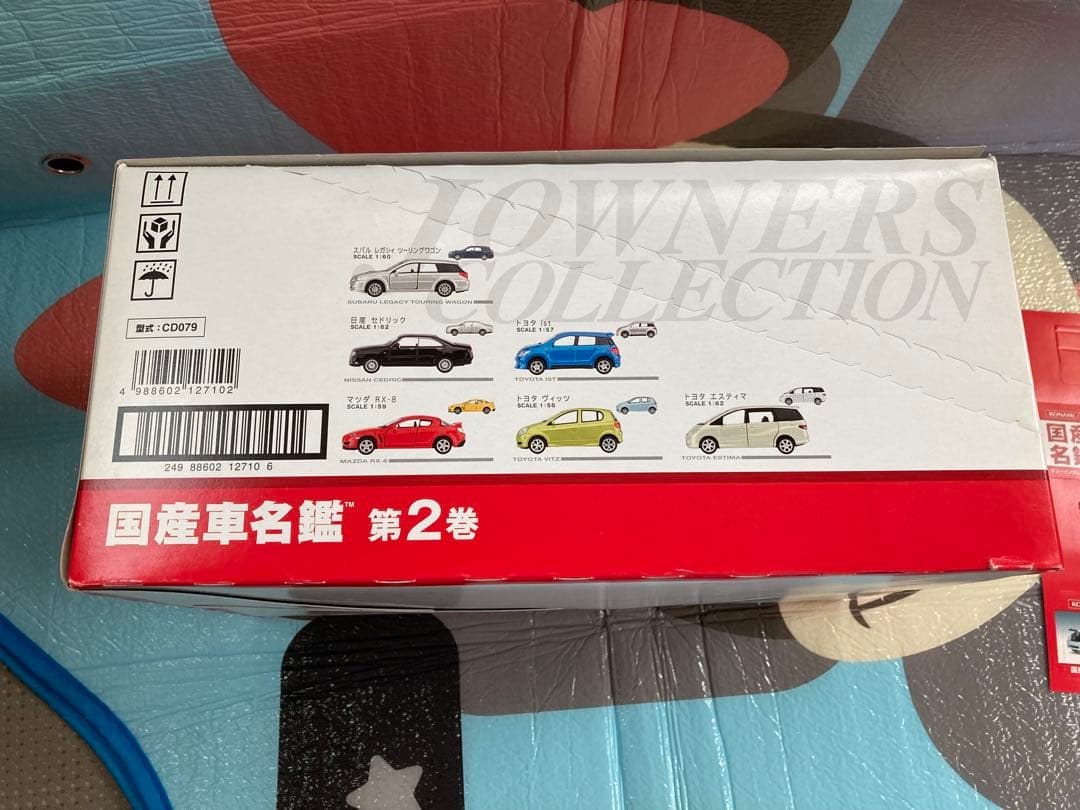 JOWNERS
COLLECTION
スバル レガシィ ツーリングワゴン
SCALE 1:60
SUBARU LEGACY TOURING WAGON
日産 セドリック
SCALE 1:62
NISSAN CEDRIC
トヨタ ist
SCALE 1:57
TOYOTA IST
マツダ RX-8
SCALE 1:59
MAZDA RX-8
トヨタ ヴィッツ
SCALE 1:56
TOYOTA VITZ
トヨタ エスティマ
SCALE 1:62
TOYOTA ESTIMA
型式:CD079
4 988602 127102
249 88602 12710 6
国産車名鑑™ 第2巻
KONAMI
国産
名鑑